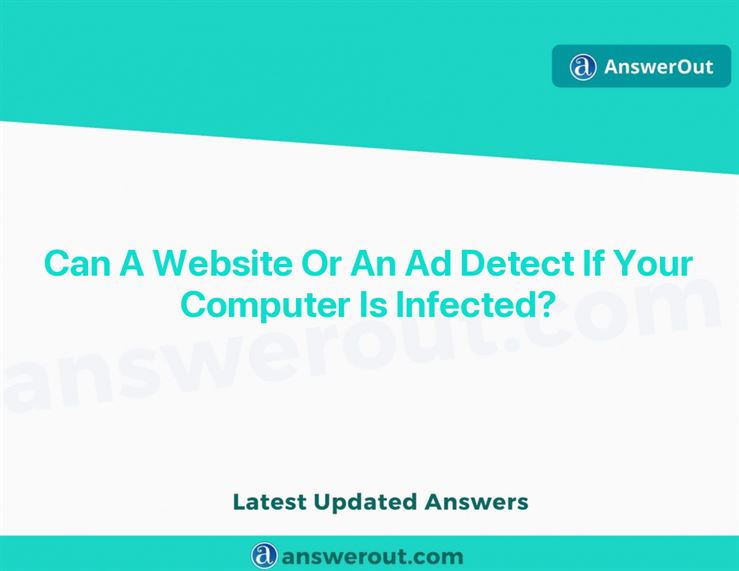 AnswerOut
Can A Website Or An Ad Detect If Your
Computer Is Infected?
answerout.com
Latest Updated Answers
answerout.com